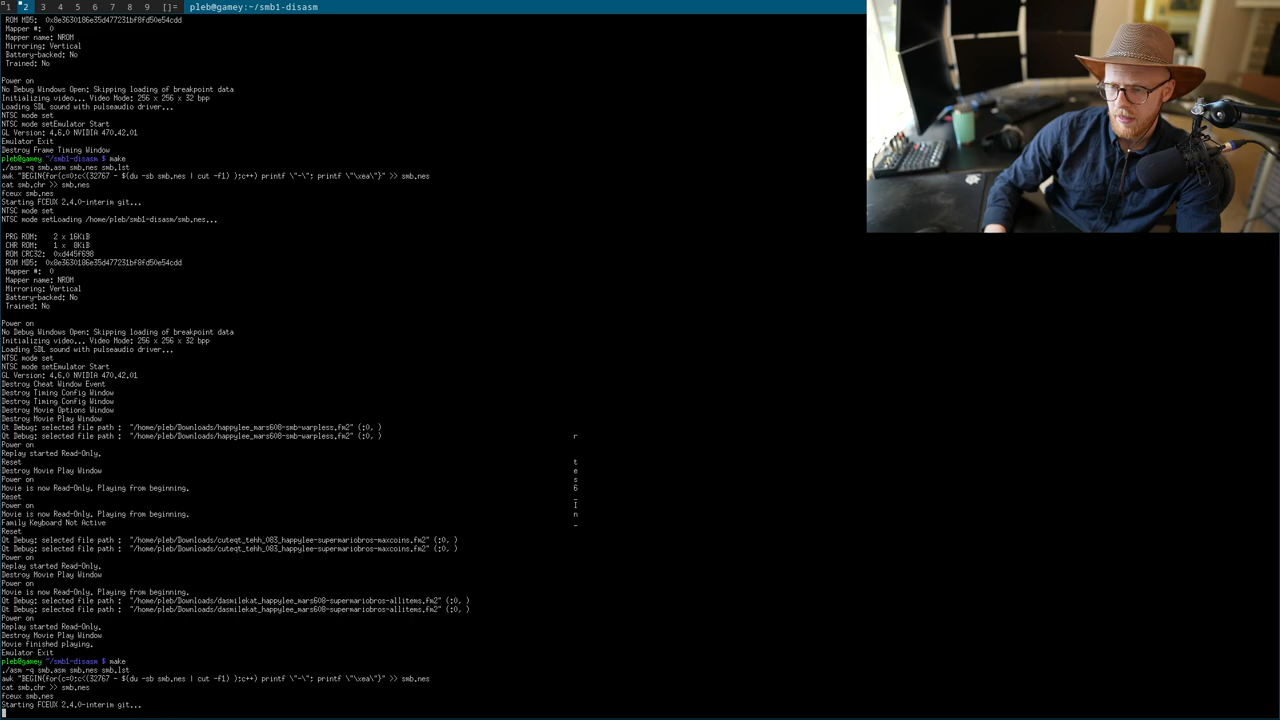 1 2 3 4 5 6 7 8 9 []= pleb@gamey:~/smb1-disasm
ROM MD5:  0x8e3630186e35d477231bf8fd50e54cdd
Mapper #:  0
Mapper name: NROM
Mirroring: Vertical
Battery-backed: No
Trained: No
Power on
No Debug Windows Open: Skipping loading of breakpoint data
Initializing video... Video Mode: 256 x 256 x 32 bpp
Loading SDL sound with pulseaudio driver...
NTSC mode set
NTSC mode setEmulator Start
GL Version: 4.6.0 NVIDIA 470.42.01
Emulator Exit
Destroy Frame Timing Window
pleb@gamey ~/smb1-disasm $ make
./asm -q smb.asm smb.nes smb.lst
awk "BEGIN{for(c=0;c<(32767 - $(du -sb smb.nes | cut -f1) );c++) printf \"-\"; printf \"\xea\"}" >> smb.nes
cat smb.chr >> smb.nes
fceux smb.nes
Starting FCEUX 2.4.0-interim git...
NTSC mode set
NTSC mode setLoading /home/pleb/smb1-disasm/smb.nes...
PRG ROM:    2 x 16KiB
CHR ROM:    1 x  8KiB
ROM CRC32:  0xd445f698
ROM MD5:  0x8e3630186e35d477231bf8fd50e54cdd
Mapper #:  0
Mapper name: NROM
Mirroring: Vertical
Battery-backed: No
Trained: No
Power on
No Debug Windows Open: Skipping loading of breakpoint data
Initializing video... Video Mode: 256 x 256 x 32 bpp
Loading SDL sound with pulseaudio driver...
NTSC mode set
NTSC mode setEmulator Start
GL Version: 4.6.0 NVIDIA 470.42.01
Destroy Cheat Window Event
Destroy Timing Config Window
Destroy Timing Config Window
Destroy Movie Options Window
Destroy Movie Play Window
Qt Debug: selected file path :  "/home/pleb/Downloads/happylee_mars608-smb-warpless.fm2" (:0, )
Qt Debug: selected file path :  "/home/pleb/Downloads/happylee_mars608-smb-warpless.fm2" (:0, ) r
Power on
Replay started Read-Only.
Reset t
Destroy Movie Play Window e
Power on s
Movie is now Read-Only. Playing from beginning. 6
Reset _
Power on I
Movie is now Read-Only. Playing from beginning. n
Family Keyboard Not Active _
Reset
Qt Debug: selected file path :  "/home/pleb/Downloads/cuteqt_tehh_083_happylee-supermariobros-maxcoins.fm2" (:0, )
Qt Debug: selected file path :  "/home/pleb/Downloads/cuteqt_tehh_083_happylee-supermariobros-maxcoins.fm2" (:0, )
Power on
Replay started Read-Only.
Destroy Movie Play Window
Power on
Movie is now Read-Only. Playing from beginning.
Qt Debug: selected file path :  "/home/pleb/Downloads/dasmilekat_happylee_mars608-supermariobros-allitems.fm2" (:0, )
Qt Debug: selected file path :  "/home/pleb/Downloads/dasmilekat_happylee_mars608-supermariobros-allitems.fm2" (:0, )
Power on
Replay started Read-Only.
Destroy Movie Play Window
Movie finished playing.
Emulator Exit
pleb@gamey ~/smb1-disasm $ make
./asm -q smb.asm smb.nes smb.lst
awk "BEGIN{for(c=0;c<(32767 - $(du -sb smb.nes | cut -f1) );c++) printf \"-\"; printf \"\xea\"}" >> smb.nes
cat smb.chr >> smb.nes
fceux smb.nes
Starting FCEUX 2.4.0-interim git...